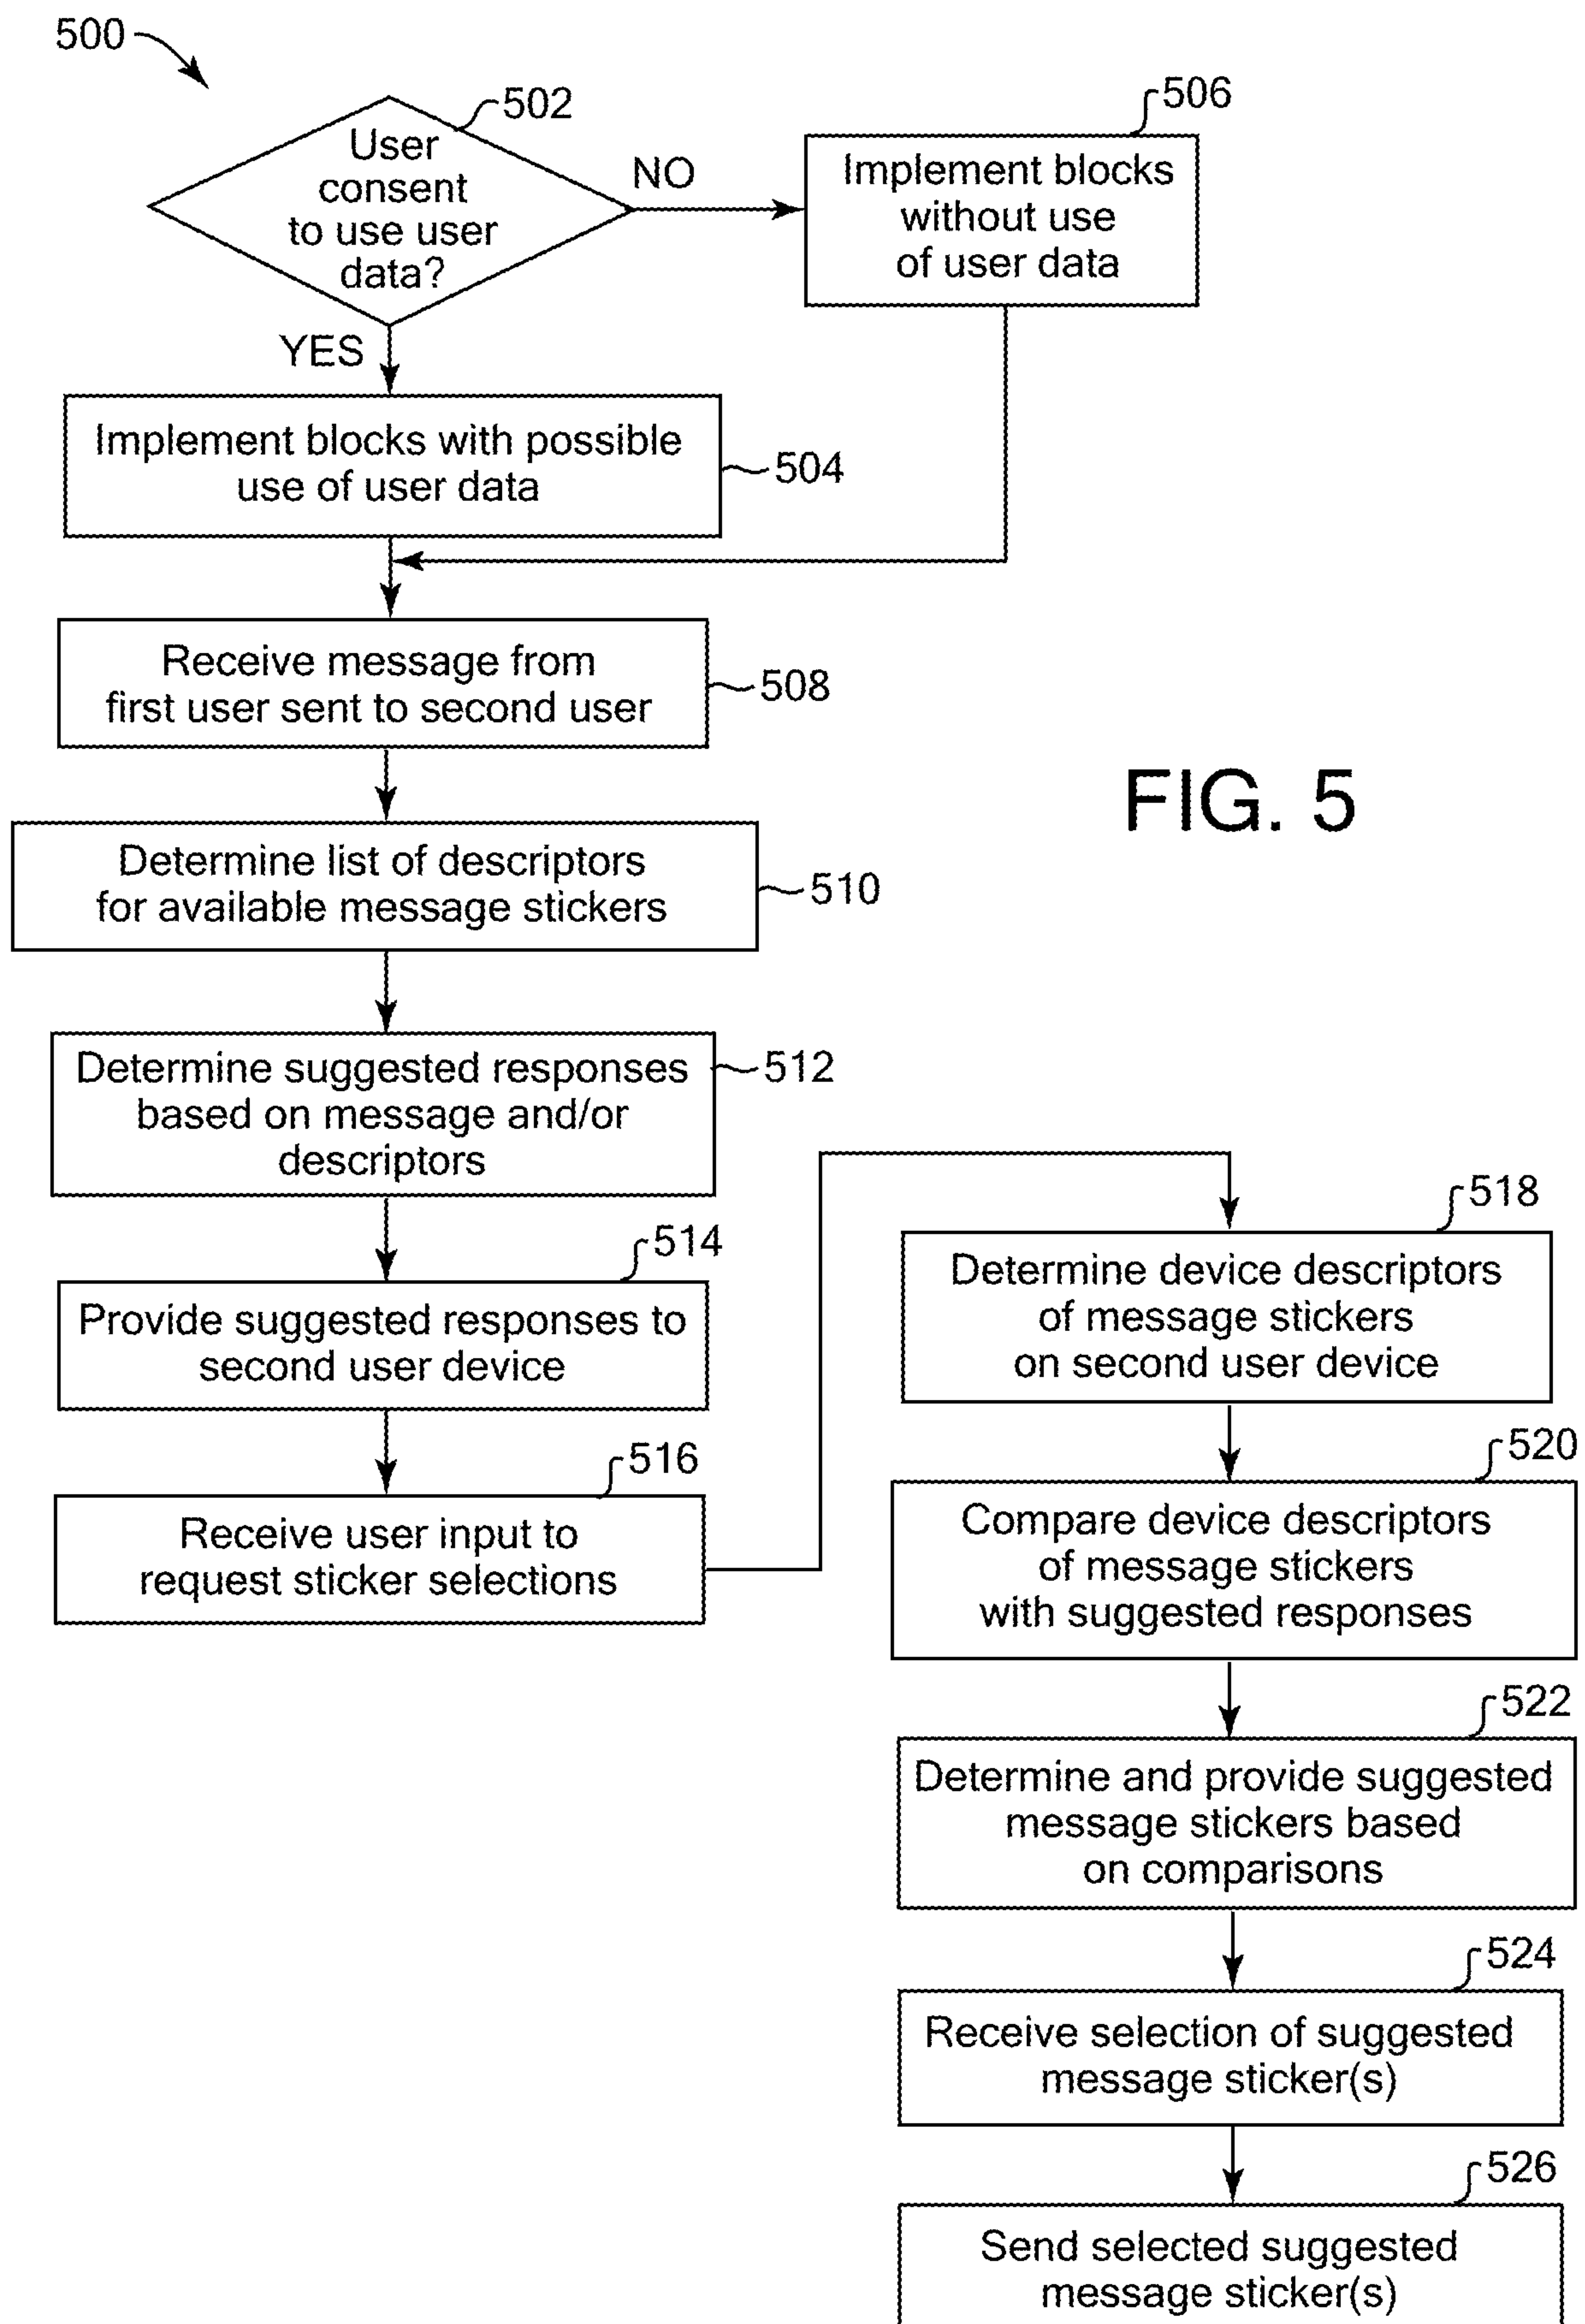 500
502
User
consent
to use user
data?
NO
506
Implement blocks
without use
of user data
YES
Implement blocks with possible
use of user data
504
Receive message from
first user sent to second user
508
FIG. 5
Determine list of descriptors
for available message stickers
510
Determine suggested responses
based on message and/or
descriptors
512
514
Provide suggested responses to
second user device
516
Receive user input to
request sticker selections
518
Determine device descriptors
of message stickers
on second user device
520
Compare device descriptors
of message stickers
with suggested responses
522
Determine and provide suggested
message stickers based
on comparisons
524
Receive selection of suggested
message sticker(s)
526
Send selected suggested
message sticker(s)